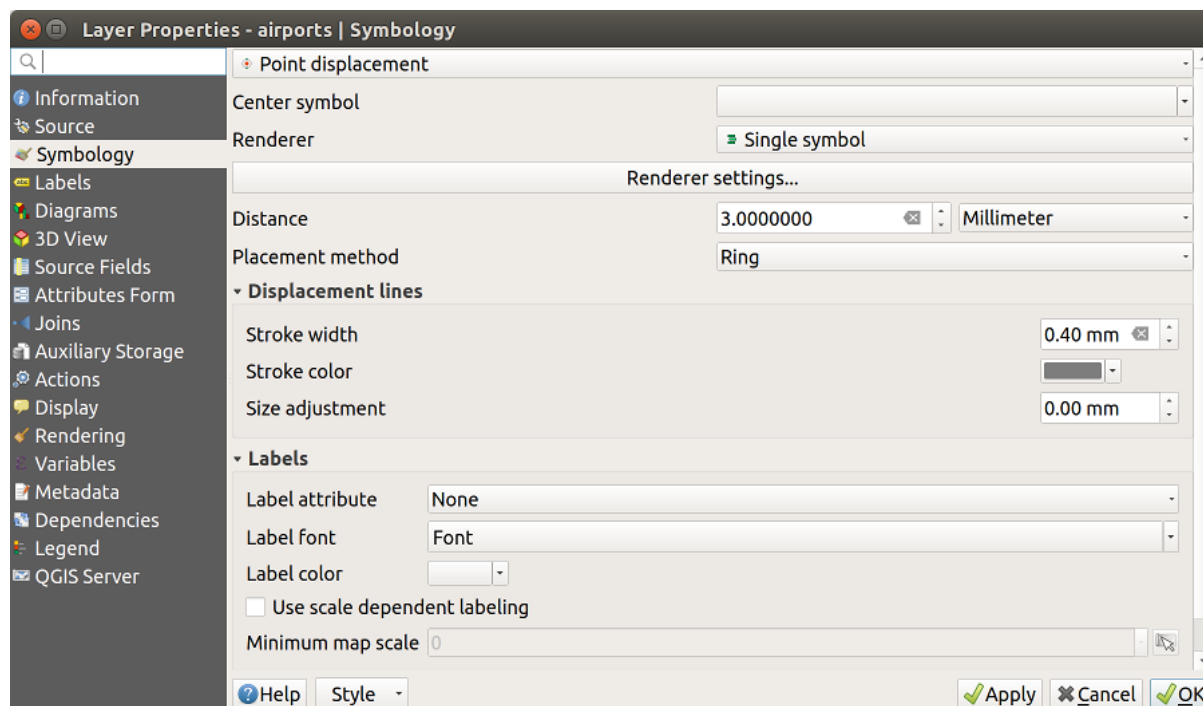 Layer Properties - airports | Symbology
Information
Source
Symbology
Labels
Diagrams
3D View
Source Fields
Attributes Form
Joins
Auxiliary Storage
Actions
Display
Rendering
Variables
Metadata
Dependencies
Legend
QGIS Server
Point displacement
Center symbol
Renderer Single symbol
Renderer settings...
Distance 3.0000000 Millimeter
Placement method Ring
Displacement lines
Stroke width 0.40 mm
Stroke color
Size adjustment 0.00 mm
Labels
Label attribute None
Label font Font
Label color
Use scale dependent labeling
Minimum map scale 0
Help Style Apply Cancel OK